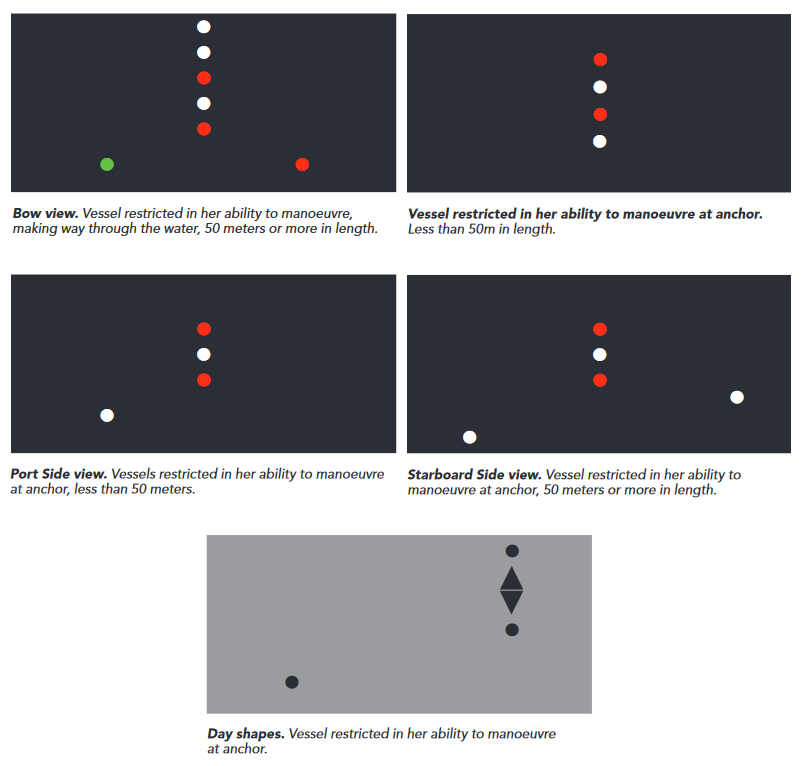 Bow view. Vessel restricted in her ability to manoeuvre,
making way through the water, 50 meters or more in length.
Vessel restricted in her ability to manoeuvre at anchor.
Less than 50m in length.
Port Side view. Vessels restricted in her ability to manoeuvre
at anchor, less than 50 meters.
Starboard Side view. Vessel restricted in her ability to
manoeuvre at anchor, 50 meters or more in length.
Day shapes. Vessel restricted in her ability to manoeuvre
at anchor.